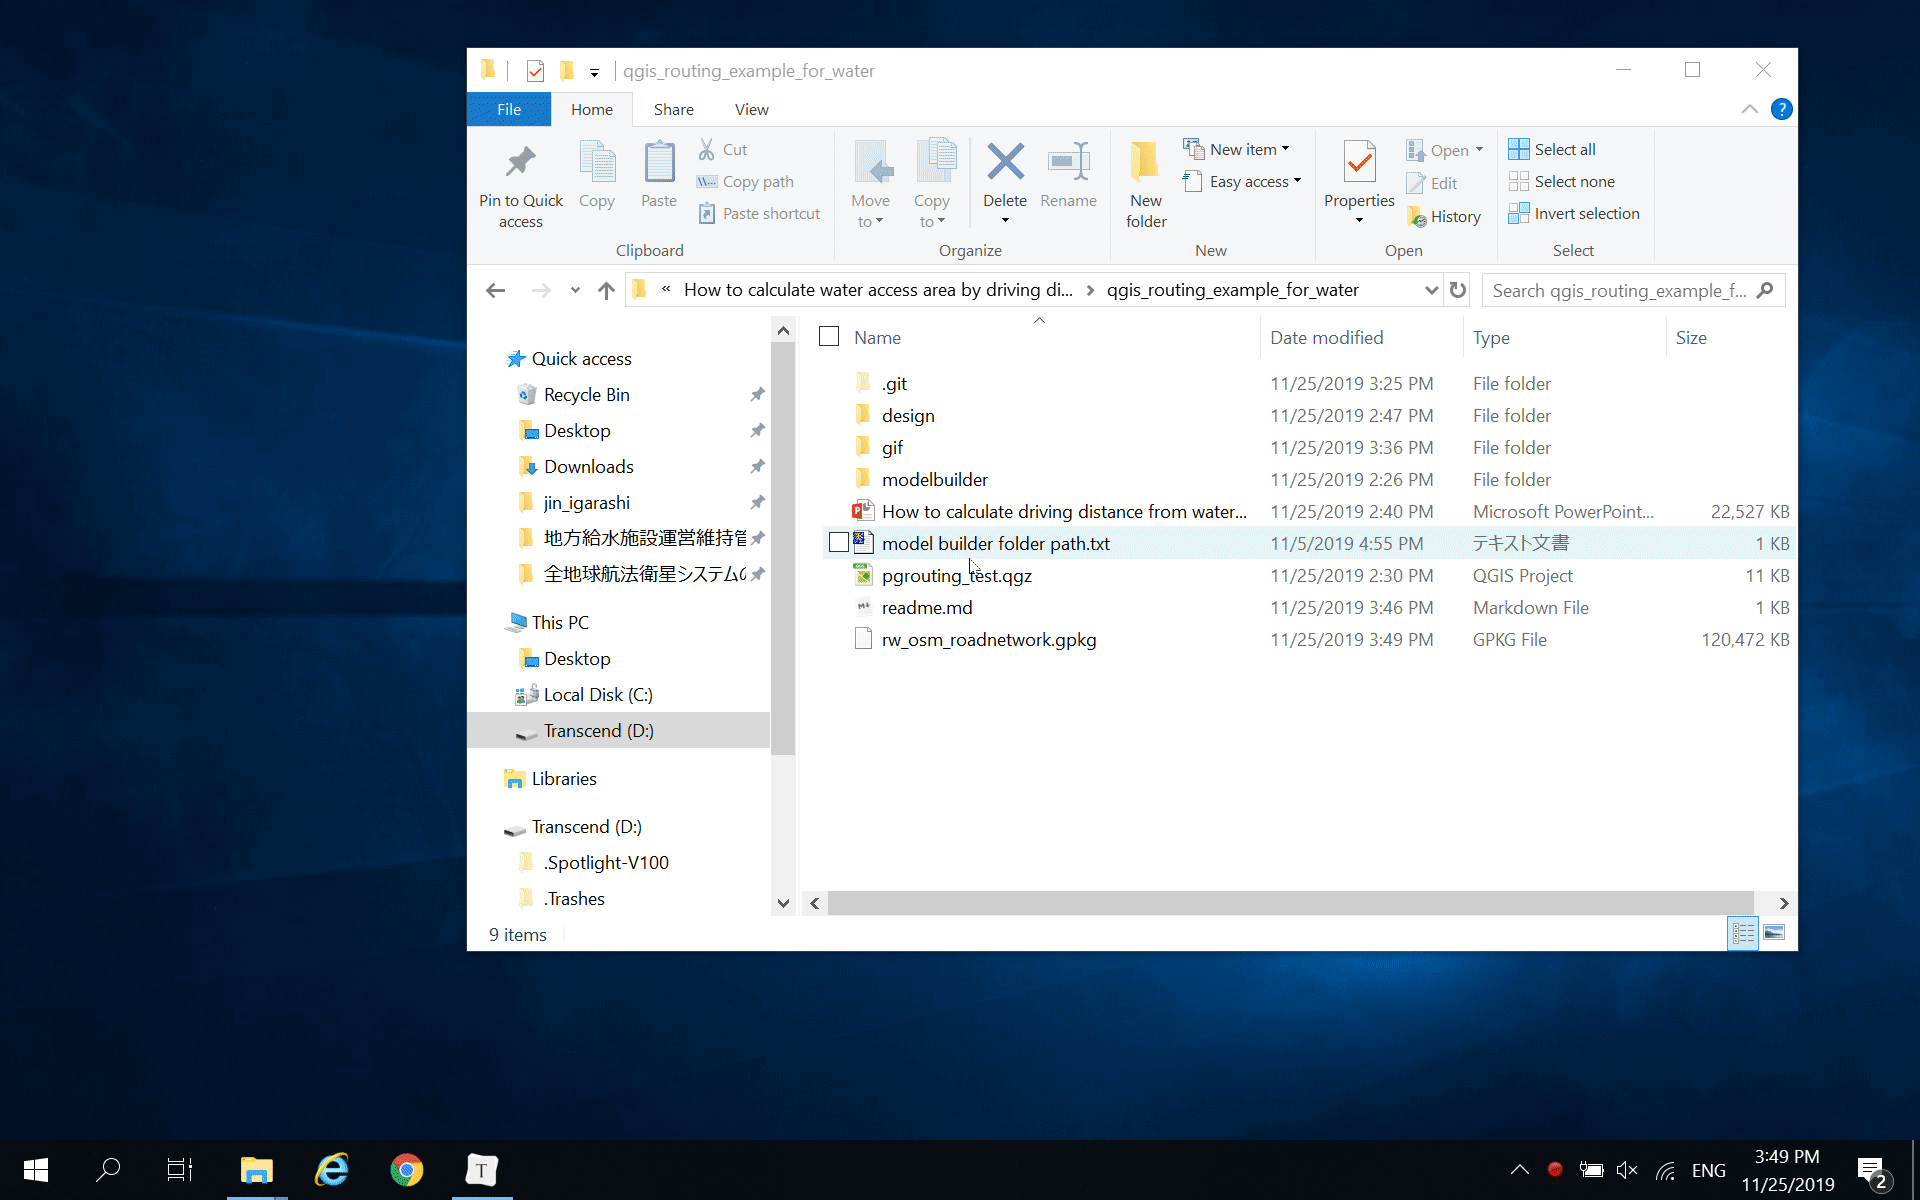 qgis_routing_example_for_water
File Home Share View
Pin to Quick access
Copy
Paste
Cut
Copy path
Paste shortcut
Clipboard
Move to
Copy to
Delete
Rename
Organize
New folder
New item
Easy access
New
Properties
Open
Edit
History
Open
Select all
Select none
Invert selection
Select
« How to calculate water access area by driving di... > qgis_routing_example_for_water
Search qgis_routing_example_f...
Quick access
Recycle Bin
Desktop
Downloads
jin_igarashi
地方給水施設運営維持管
全地球航法衛星システムの
This PC
Desktop
Local Disk (C:)
Transcend (D:)
Libraries
Transcend (D:)
.Spotlight-V100
.Trashes
Name Date modified Type Size
.git 11/25/2019 3:25 PM File folder
design 11/25/2019 2:47 PM File folder
gif 11/25/2019 3:36 PM File folder
modelbuilder 11/25/2019 2:26 PM File folder
How to calculate driving distance from water... 11/25/2019 2:40 PM Microsoft PowerPoint... 22,527 KB
model builder folder path.txt 11/5/2019 4:55 PM テキスト文書 1 KB
pgrouting_test.qgz 11/25/2019 2:30 PM QGIS Project 11 KB
readme.md 11/25/2019 3:46 PM Markdown File 1 KB
rw_osm_roadnetwork.gpkg 11/25/2019 3:49 PM GPKG File 120,472 KB
9 items
T
ENG
3:49 PM
11/25/2019
2